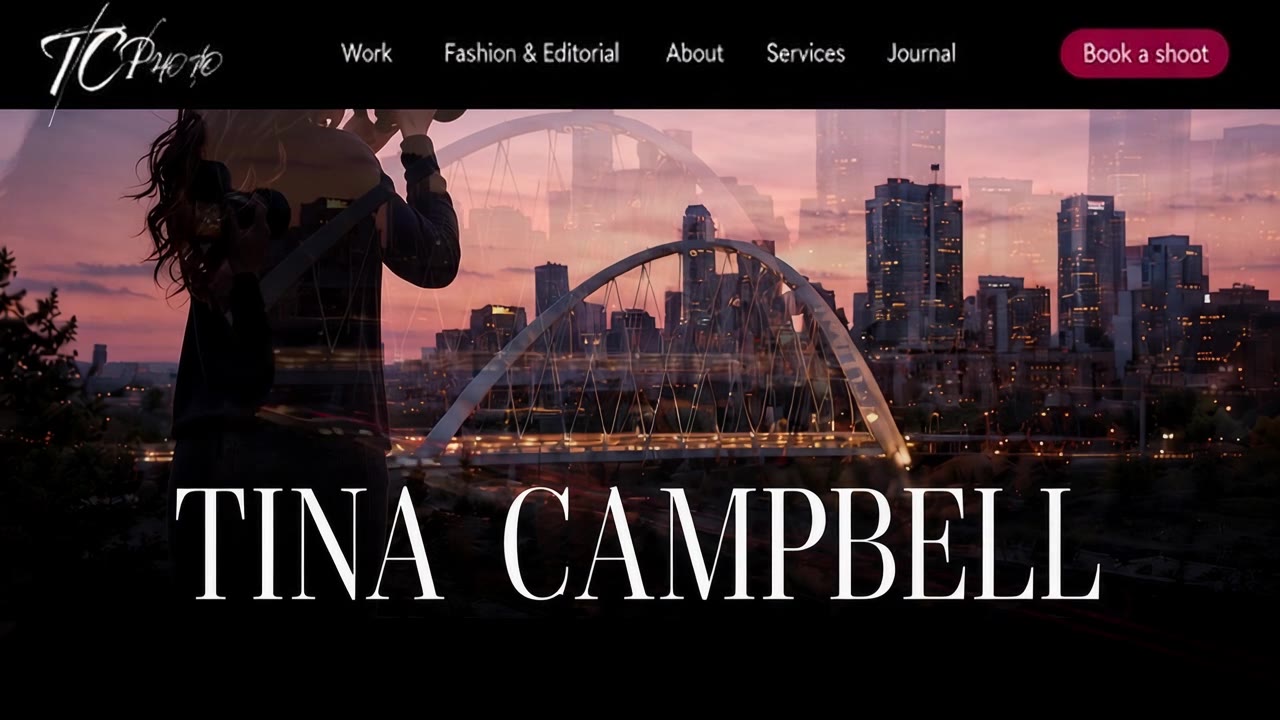 TCPHOTO
Work
Fashion & Editorial
About
Services
Journal
Book a shoot
TINA CAMPBELL